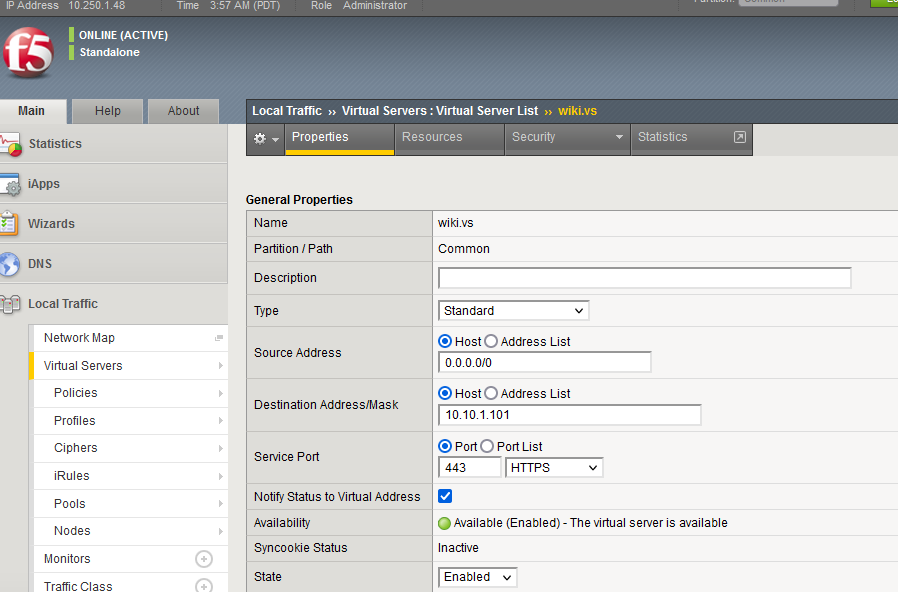 IP Address 10.250.1.48 Time 3:57 AM (PDT) Role Administrator
f5
ONLINE (ACTIVE)
Standalone
Main Help About
Statistics
iApps
Wizards
DNS
Local Traffic
Network Map
Virtual Servers
Policies
Profiles
Ciphers
iRules
Pools
Nodes
Monitors
Traffic Class
Local Traffic ›› Virtual Servers : Virtual Server List ›› wiki.vs
Properties Resources Security Statistics
General Properties
Name wiki.vs
Partition / Path Common
Description
Type Standard
Source Address Host Address List
0.0.0.0/0
Destination Address/Mask Host Address List
10.10.1.101
Service Port Port Port List
443 HTTPS
Notify Status to Virtual Address
Availability Available (Enabled) - The virtual server is available
Syncookie Status Inactive
State Enabled